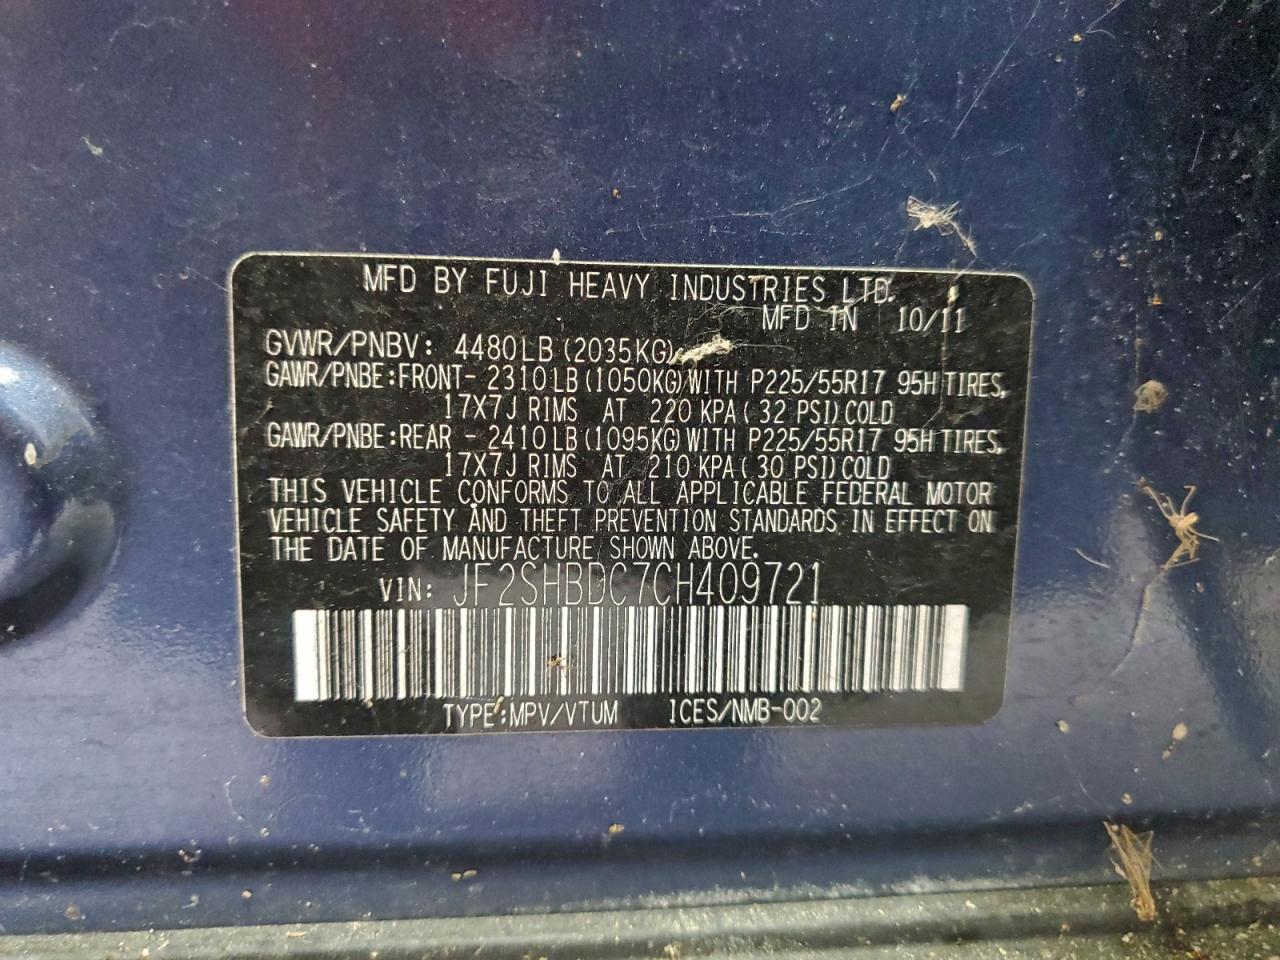 MFD BY FUJI HEAVY INDUSTRIES LTD.
MFD IN 10/11
GVWR/PNBV: 4480LB(2035KG)
GAWR/PNBE:FRONT- 2310LB(1050KG)WITH P225/55R17 95H TIRES,
17X7J RIMS AT 220 KPA( 32 PSI)COLD
GAWR/PNBE:REAR - 2410LB(1095KG)WITH P225/55R17 95H TIRES,
17X7J RIMS AT 210 KPA( 30 PSI)COLD
THIS VEHICLE CONFORMS TO ALL APPLICABLE FEDERAL MOTOR
VEHICLE SAFETY AND THEFT PREVENTION STANDARDS IN EFFECT ON
THE DATE OF MANUFACTURE SHOWN ABOVE.
VIN: JF2SHBDC7CH409721
TYPE:MPV/VTUM ICES/NMB-002